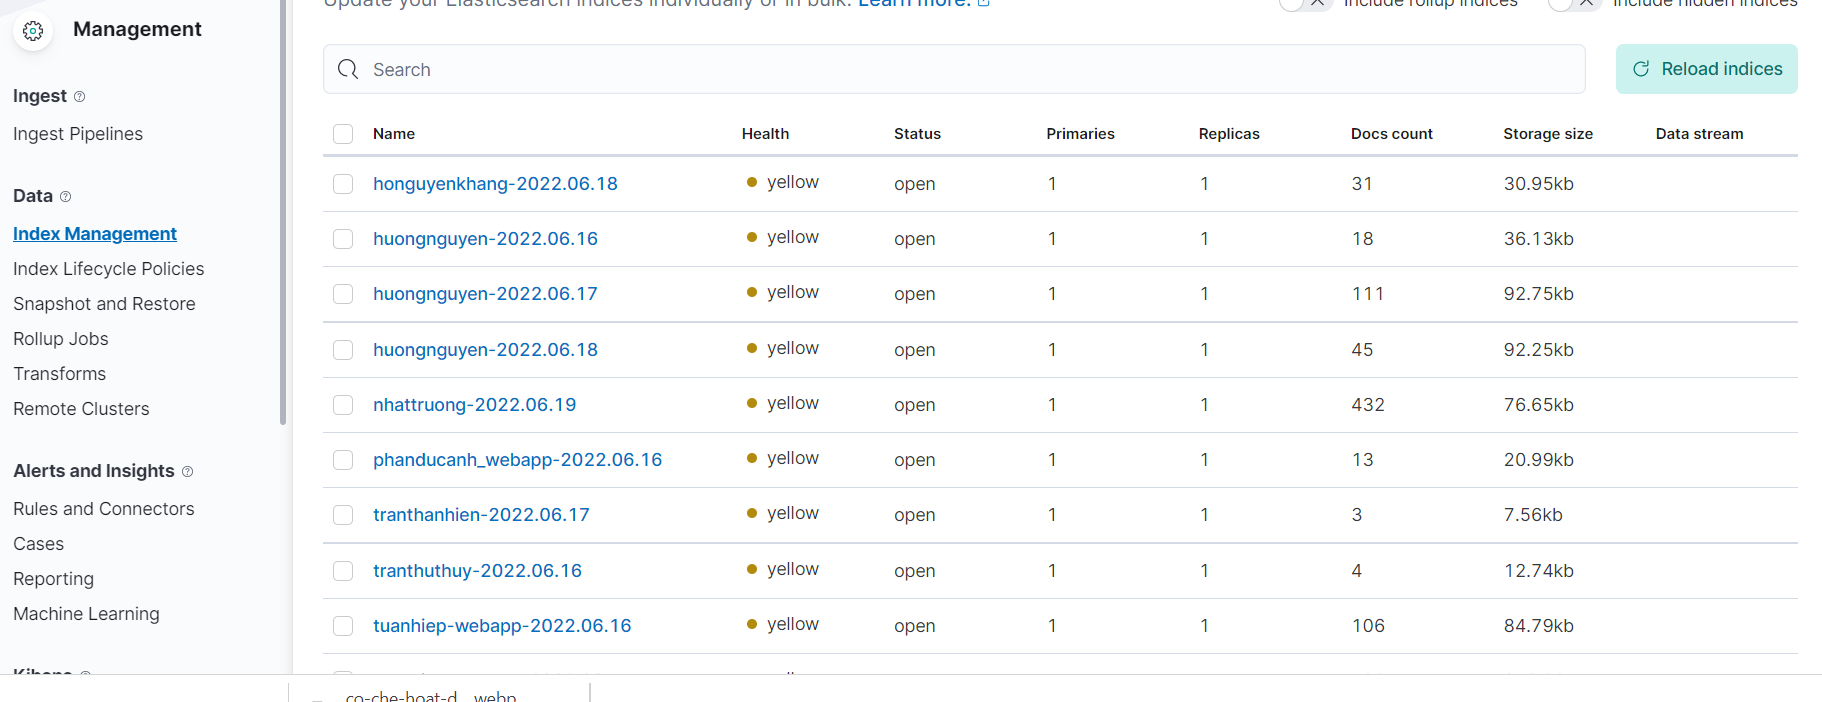 Management
Ingest
Ingest Pipelines
Data
Index Management
Index Lifecycle Policies
Snapshot and Restore
Rollup Jobs
Transforms
Remote Clusters
Alerts and Insights
Rules and Connectors
Cases
Reporting
Machine Learning
Kibana
Update your Elasticsearch indices individually or in bulk. Learn more.
Include rollup indices
Include hidden indices
Search
Reload indices
Name Health Status Primaries Replicas Docs count Storage size Data stream
honguyenkhang-2022.06.18 yellow open 1 1 31 30.95kb
huongnguyen-2022.06.16 yellow open 1 1 18 36.13kb
huongnguyen-2022.06.17 yellow open 1 1 111 92.75kb
huongnguyen-2022.06.18 yellow open 1 1 45 92.25kb
nhattruong-2022.06.19 yellow open 1 1 432 76.65kb
phanducanh_webapp-2022.06.16 yellow open 1 1 13 20.99kb
tranthanhien-2022.06.17 yellow open 1 1 3 7.56kb
tranthuthuy-2022.06.16 yellow open 1 1 4 12.74kb
tuanhiep-webapp-2022.06.16 yellow open 1 1 106 84.79kb
co-che-hoat-d....webp